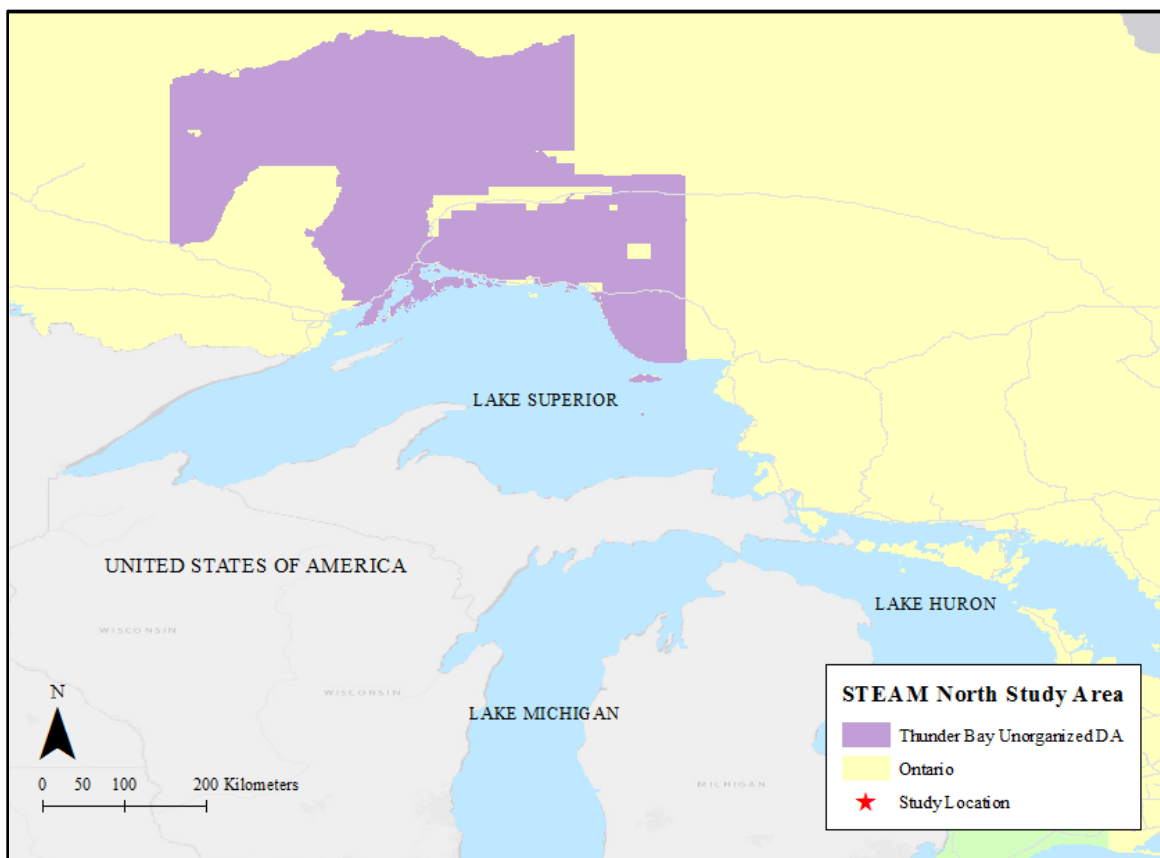 LAKE SUPERIOR
UNITED STATES OF AMERICA
LAKE HURON
WISCONSIN
WISCONSIN
LAKE MICHIGAN
MICHIGAN
N
0 50 100 200 Kilometers
STEAM North Study Area
Thunder Bay Unorganized DA
Ontario
Study Location